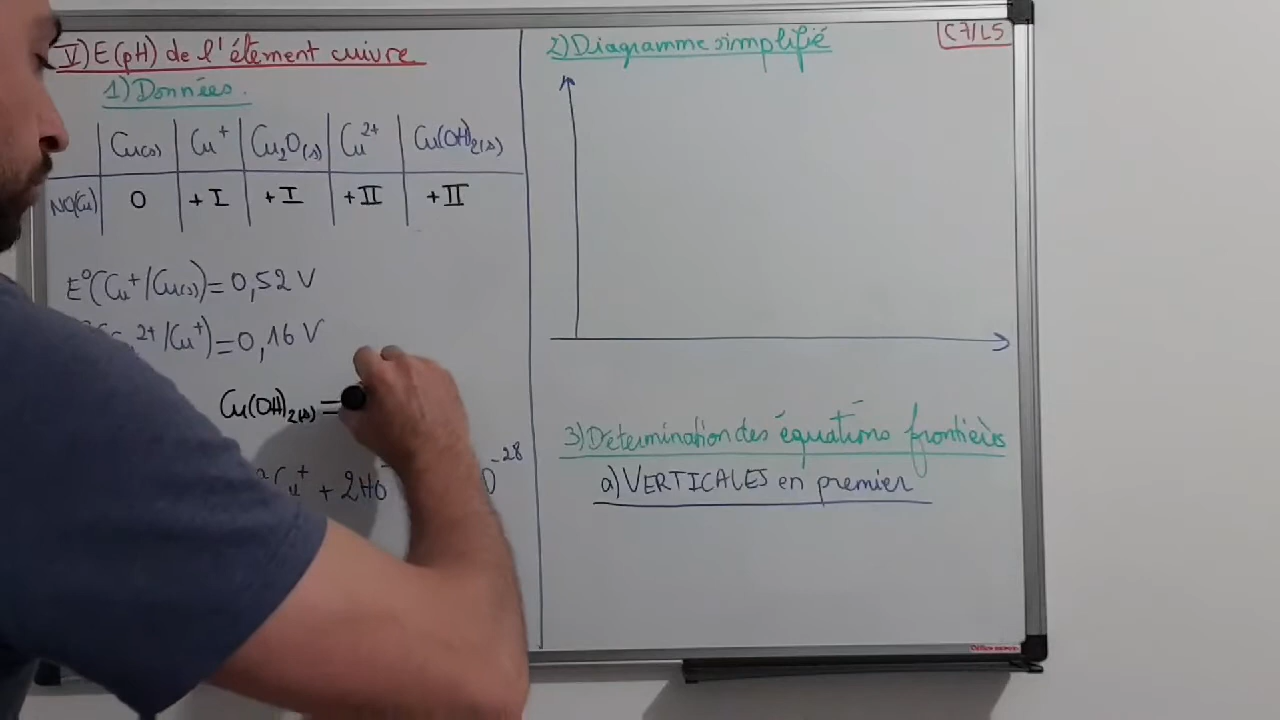 V) E(pH) de l'élément cuivre
1) Données.
Cu(s) Cu⁺ Cu₂O(s) Cu²⁺ Cu(OH)₂(s)
NO(Cu) 0 +I +I +II +II
E⁰(Cu⁺/Cu(s)) = 0,52 V
²⁺/Cu⁺) = 0,16 V
Cu(OH)₂(s) =
Cu⁺ + 2HO⁻ 0⁻²⁸
2) Diagramme simplifié
C7/L5
3) Détermination des équations frontières
a) VERTICALES en premier